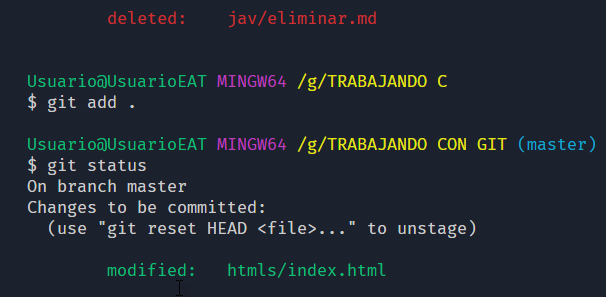 deleted: jav/eliminar.md
Usuario@UsuarioEAT MINGW64 /g/TRABAJANDO C
$ git add .
Usuario@UsuarioEAT MINGW64 /g/TRABAJANDO CON GIT (master)
$ git status
On branch master
Changes to be committed:
(use "git reset HEAD <file>..." to unstage)
modified: htmls/index.html